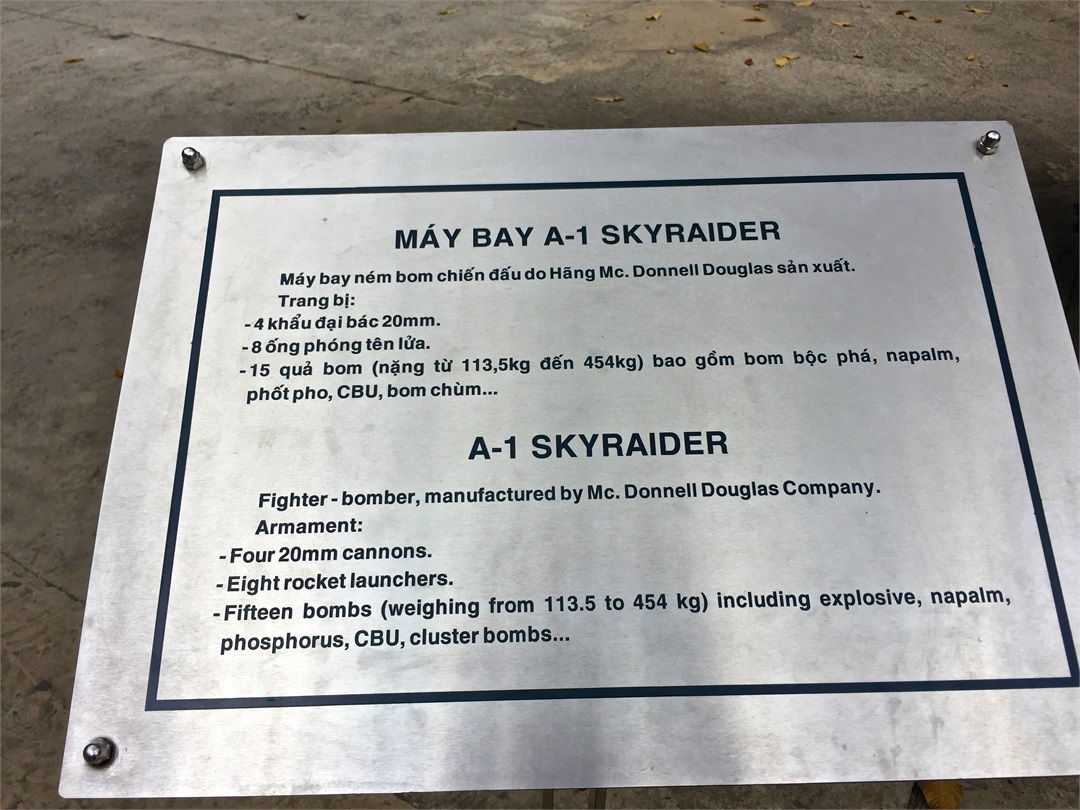 MÁY BAY A-1 SKYRAIDER
Máy bay ném bom chiến đấu do Hãng Mc. Donnell Douglas sản xuất.
Trang bị:
- 4 khẩu đại bác 20mm.
- 8 ống phóng tên lửa.
- 15 quả bom (nặng từ 113,5kg đến 454kg) bao gồm bom bộc phá, napalm,
phốt pho, CBU, bom chùm...
A-1 SKYRAIDER
Fighter - bomber, manufactured by Mc. Donnell Douglas Company.
Armament:
- Four 20mm cannons.
- Eight rocket launchers.
- Fifteen bombs (weighing from 113.5 to 454 kg) including explosive, napalm,
phosphorus, CBU, cluster bombs...